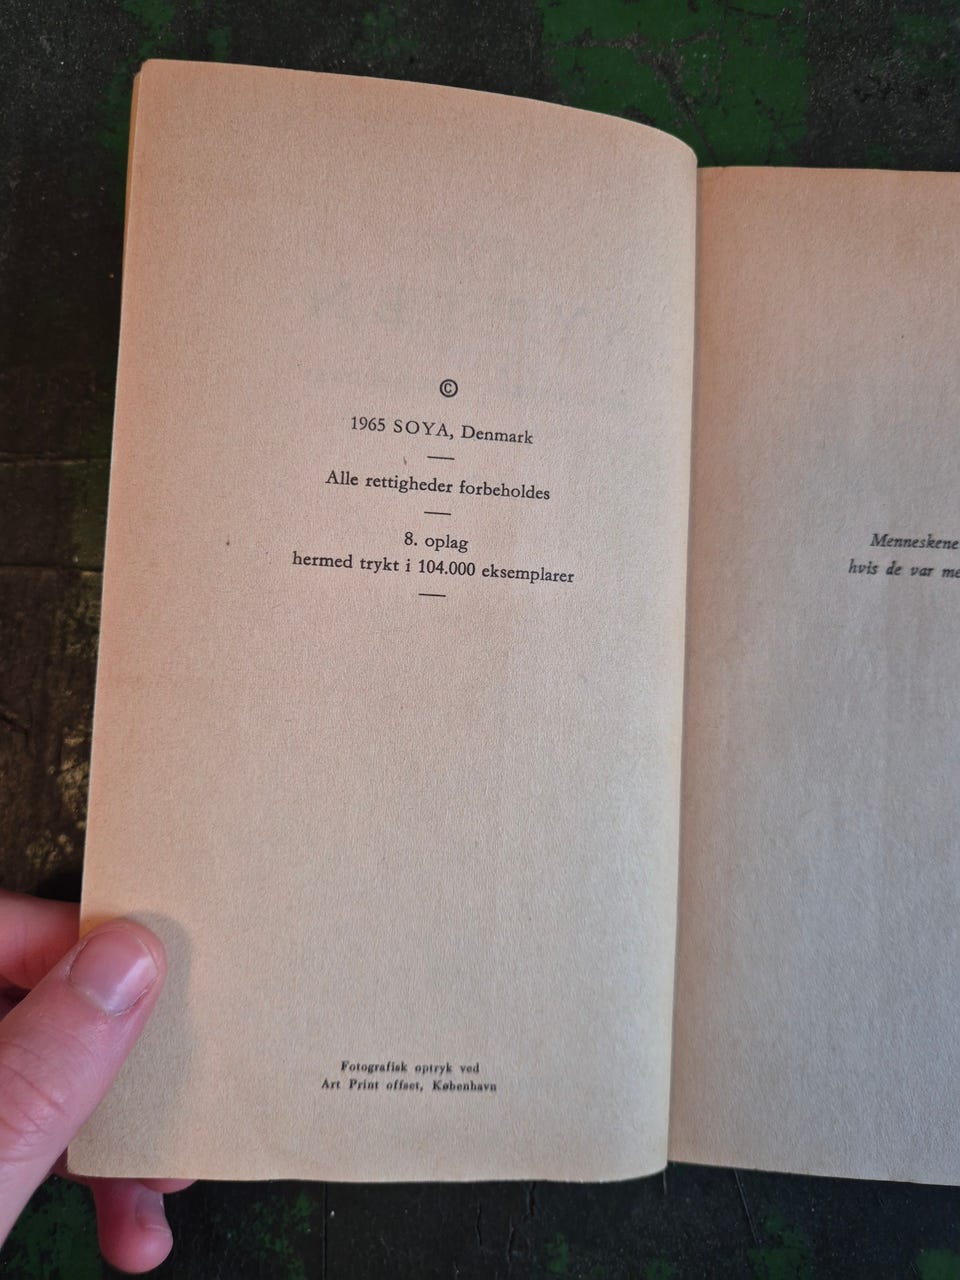 ©
1965 SOYA, Denmark
Alle rettigheder forbeholdes
8. oplag
hermed trykt i 104.000 eksemplarer
Fotografisk optryk ved
Art Print offset, København
Menneskene
hvis de var